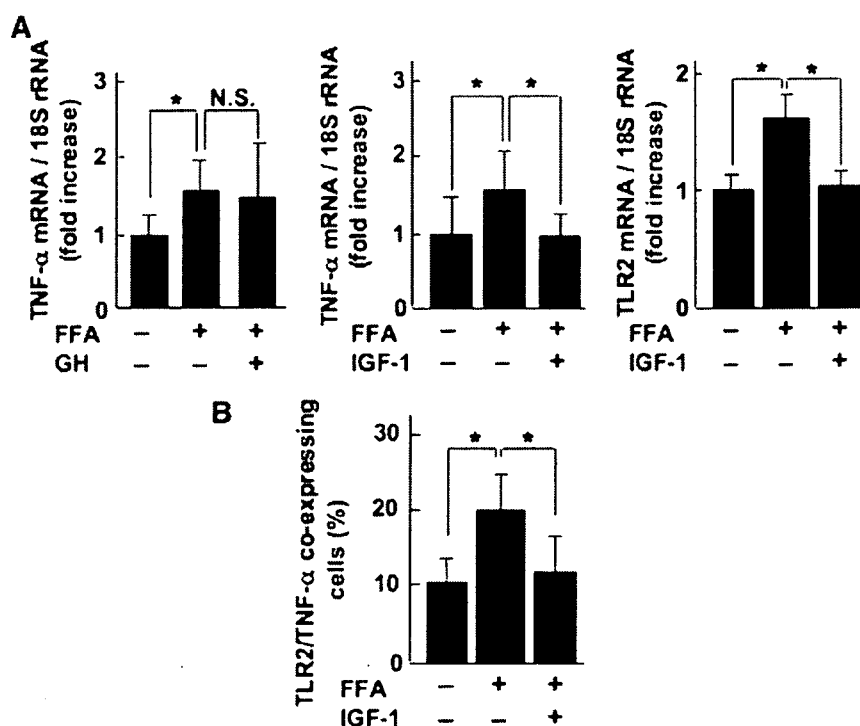 A
TNF-α mRNA / 18S rRNA
(fold increase)
3
2
1
0
*
N.S.
FFA – + +
GH – – +
TNF-α mRNA / 18S rRNA
(fold increase)
3
2
1
0
* *
FFA – + +
IGF-1 – – +
TLR2 mRNA / 18S rRNA
(fold increase)
2
1
0
* *
FFA – + +
IGF-1 – – +
B
TLR2/TNF-α co-expressing
cells (%)
30
20
10
0
* *
FFA – + +
IGF-1 – – +